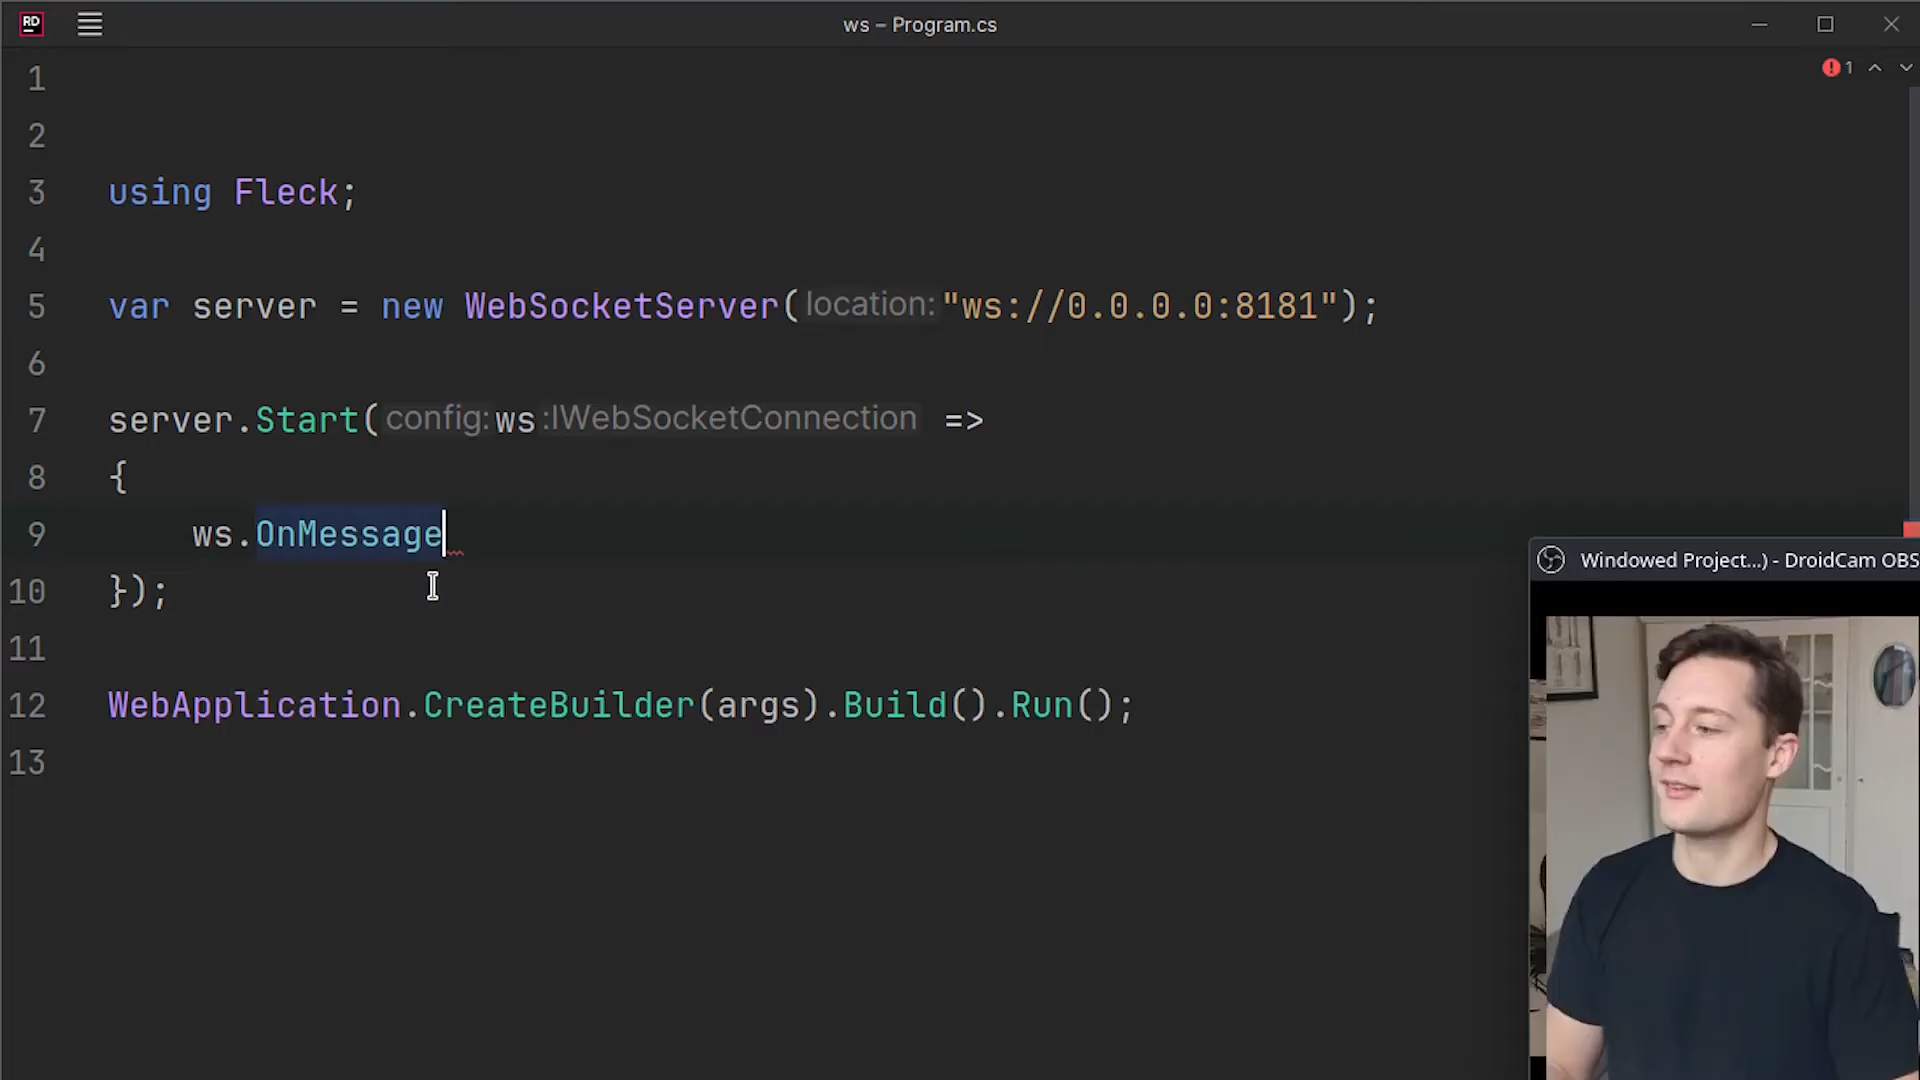 RD
ws – Program.cs
1
1
2
3 using Fleck;
4
5 var server = new WebSocketServer(location:"ws://0.0.0.0:8181");
6
7 server.Start(config:ws:IWebSocketConnection =>
8 {
9 ws.OnMessage
10 });
11
12 WebApplication.CreateBuilder(args).Build().Run();
13
Windowed Project...) - DroidCam OBS